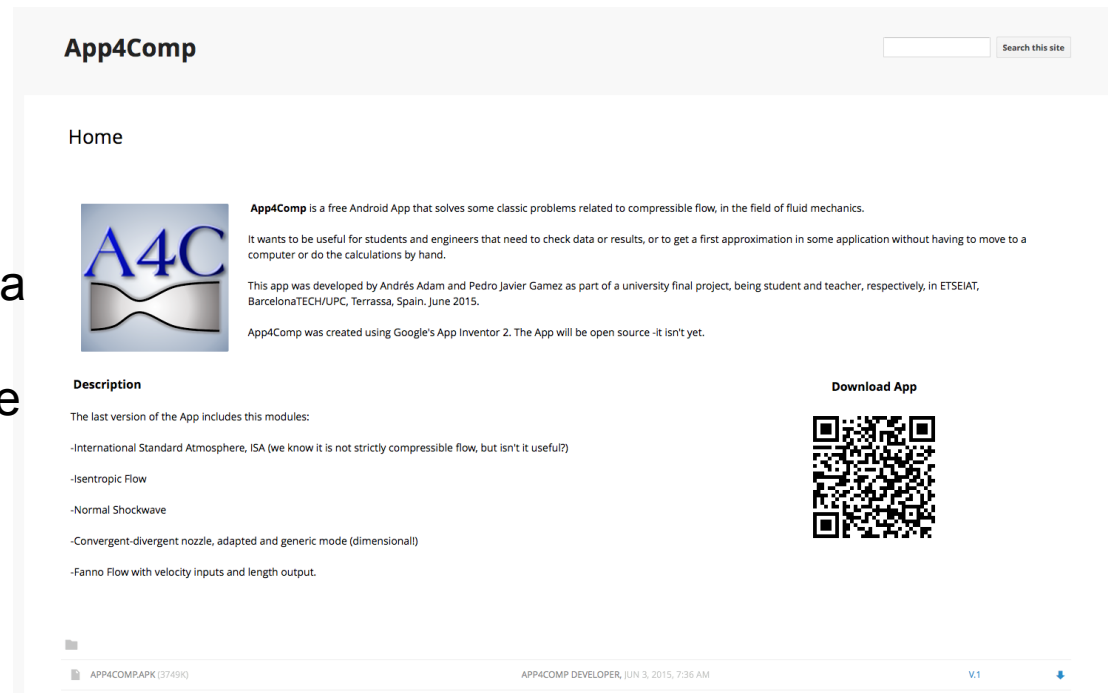 App4Comp
Search this site
Home
A4C
App4Comp is a free Android App that solves some classic problems related to compressible flow, in the field of fluid mechanics.
It wants to be useful for students and engineers that need to check data or results, or to get a first approximation in some application without having to move to a
computer or do the calculations by hand.
This app was developed by Andrés Adam and Pedro Javier Gamez as part of a university final project, being student and teacher, respectively, in ETSEIAT,
BarcelonaTECH/UPC, Terrassa, Spain. June 2015.
App4Comp was created using Google's App Inventor 2. The App will be open source -it isn't yet.
a
e
Description
The last version of the App includes this modules:
-International Standard Atmosphere, ISA (we know it is not strictly compressible flow, but isn't it useful?)
-Isentropic Flow
-Normal Shockwave
-Convergent-divergent nozzle, adapted and generic mode (dimensional!)
-Fanno Flow with velocity inputs and length output.
Download App
APP4COMP.APK (3749K) APP4COMP DEVELOPER, JUN 3, 2015, 7:36 AM V.1